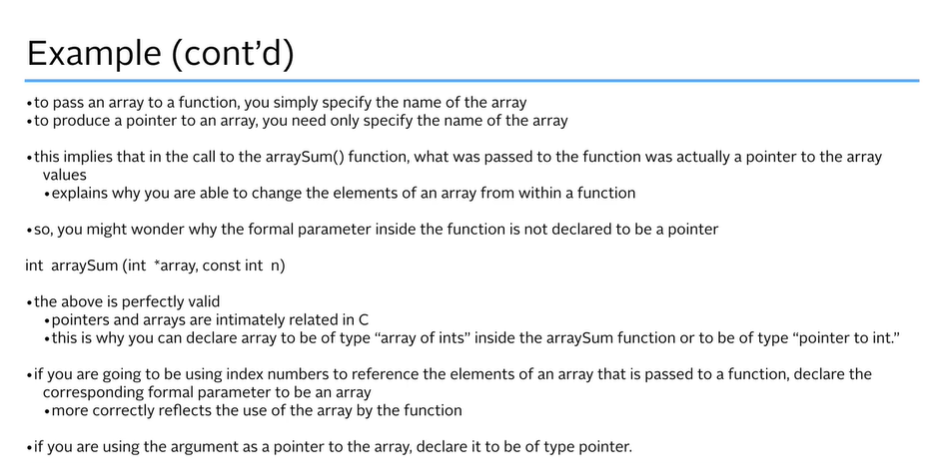 Example (cont’d)
•to pass an array to a function, you simply specify the name of the array
•to produce a pointer to an array, you need only specify the name of the array
•this implies that in the call to the arraySum() function, what was passed to the function was actually a pointer to the array
values
•explains why you are able to change the elements of an array from within a function
•so, you might wonder why the formal parameter inside the function is not declared to be a pointer
int arraySum (int *array, const int n)
•the above is perfectly valid
•pointers and arrays are intimately related in C
•this is why you can declare array to be of type “array of ints” inside the arraySum function or to be of type “pointer to int.”
•if you are going to be using index numbers to reference the elements of an array that is passed to a function, declare the
corresponding formal parameter to be an array
•more correctly reflects the use of the array by the function
•if you are using the argument as a pointer to the array, declare it to be of type pointer.